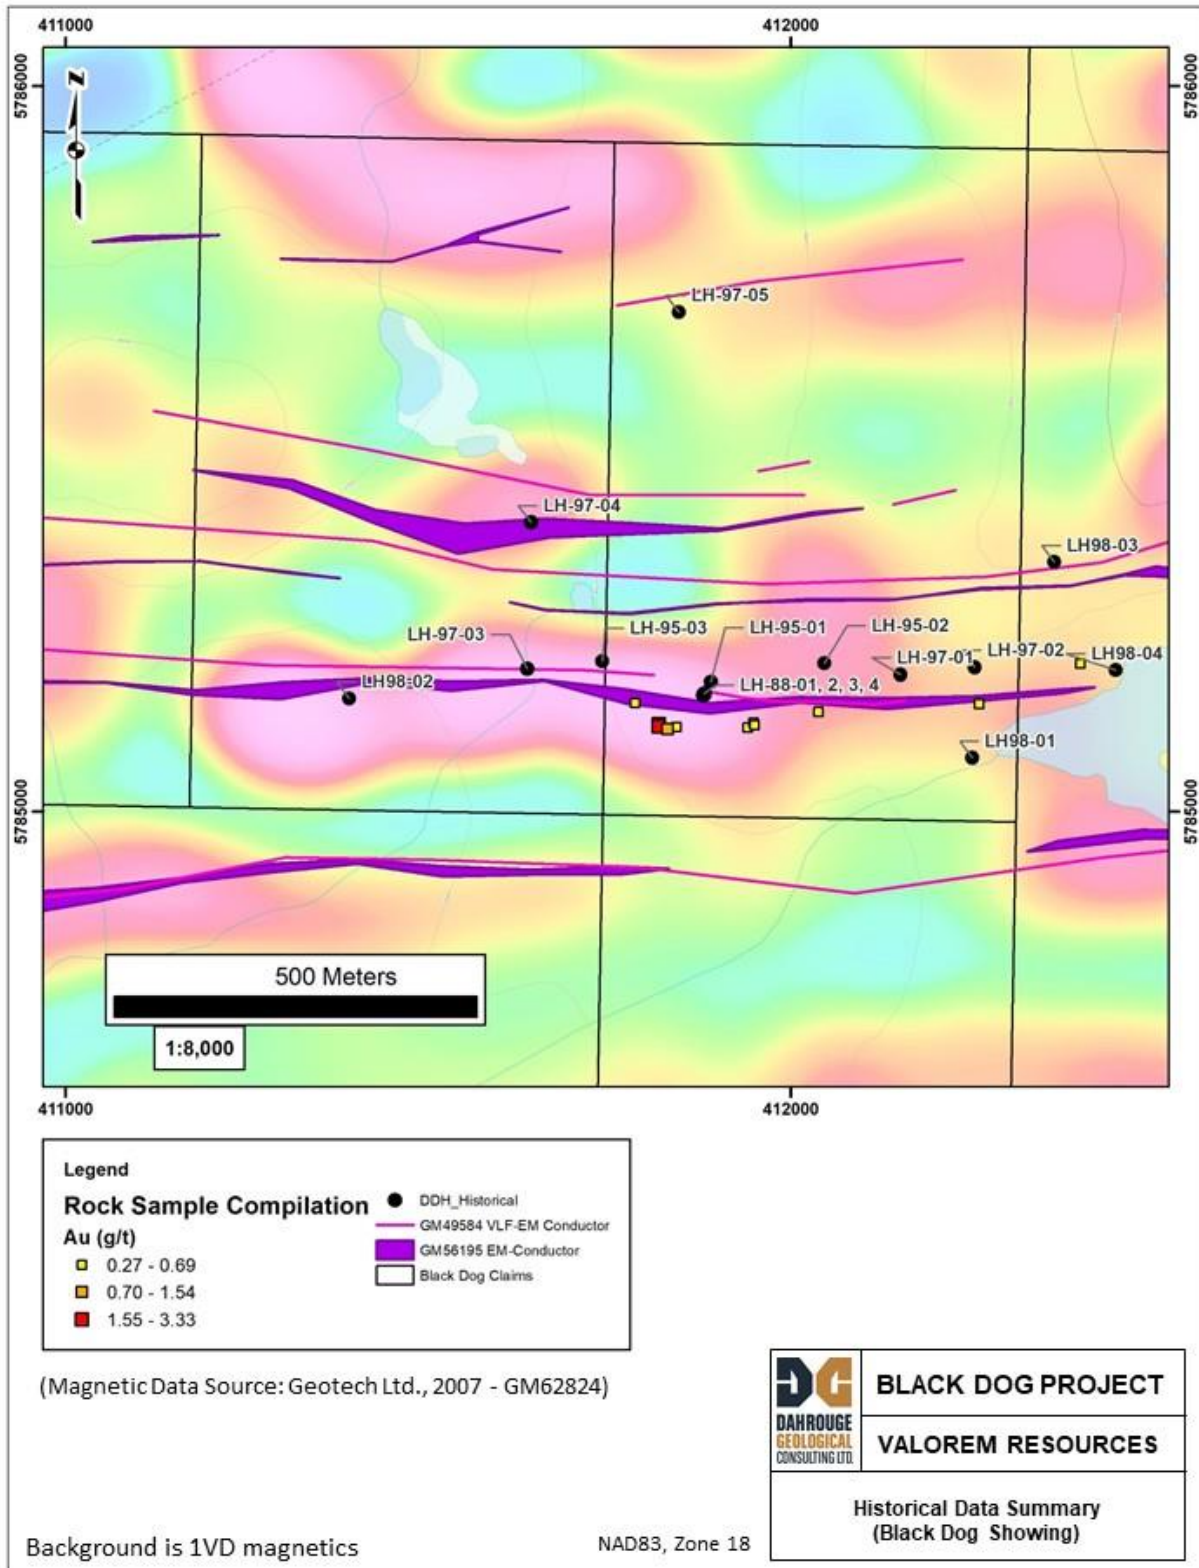 411000
412000
5786000
5786000
N
LH-97-05
LH-97-04
LH98-03
LH-97-03
LH-95-03
LH-95-01
LH-95-02
LH-97-01
LH-97-02
LH98-04
LH98-02
LH-88-01, 2, 3, 4
LH98-01
5785000
5785000
500 Meters
1:8,000
411000
412000
Legend
Rock Sample Compilation
Au (g/t)
0.27 - 0.69
0.70 - 1.54
1.55 - 3.33
DDH_Historical
GM49584 VLF-EM Conductor
GM56195 EM-Conductor
Black Dog Claims
(Magnetic Data Source: Geotech Ltd., 2007 - GM62824)
DAHROUGE
GEOLOGICAL
CONSULTING LTD.
BLACK DOG PROJECT
VALOREM RESOURCES
Historical Data Summary
(Black Dog Showing)
Background is 1VD magnetics
NAD83, Zone 18